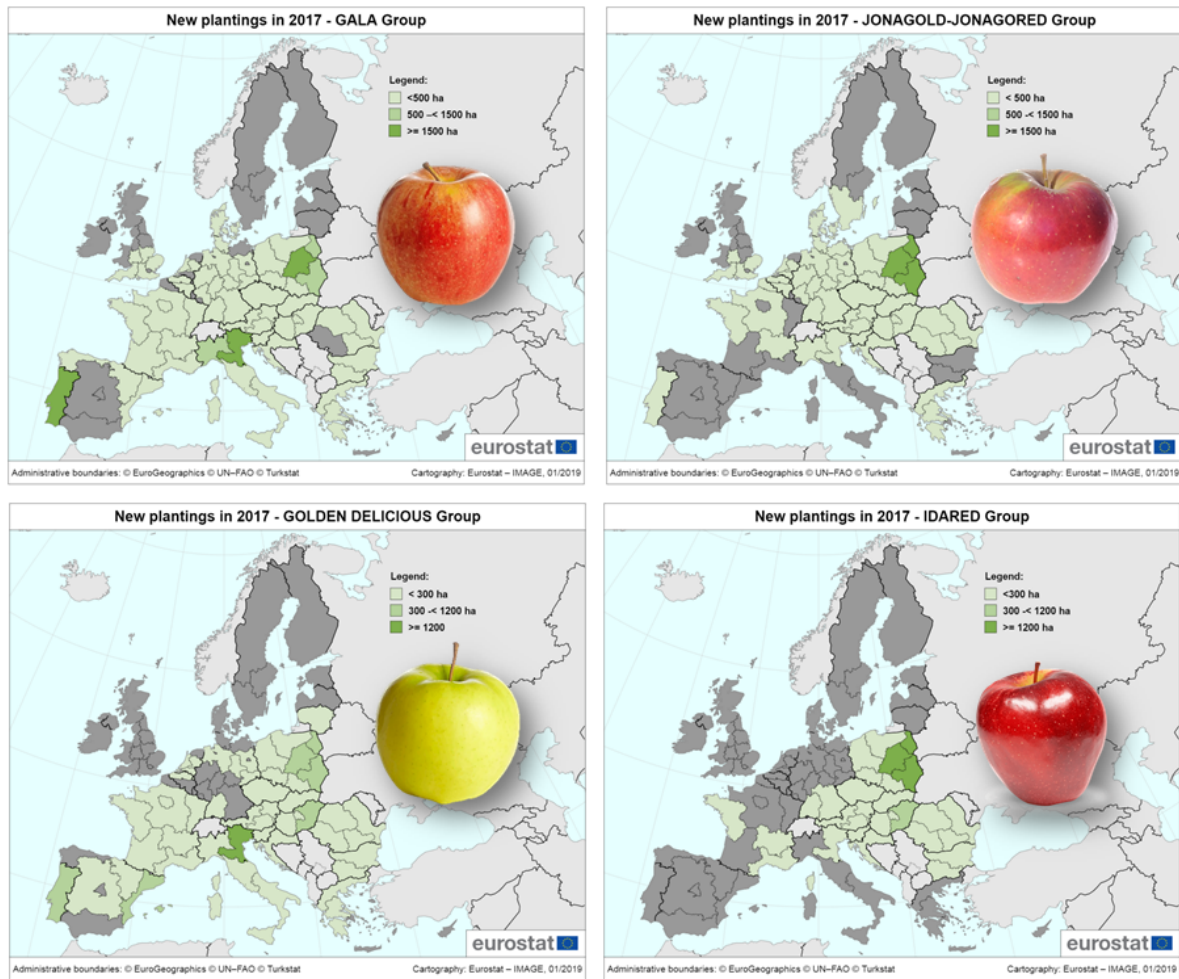 New plantings in 2017 - GALA Group
Legend:
<500 ha
500 –< 1500 ha
>= 1500 ha
eurostat
Administrative boundaries: © EuroGeographics © UN–FAO © Turkstat
Cartography: Eurostat – IMAGE, 01/2019
New plantings in 2017 - JONAGOLD-JONAGORED Group
Legend:
< 500 ha
500 -< 1500 ha
>= 1500 ha
eurostat
Administrative boundaries: © EuroGeographics © UN–FAO © Turkstat
Cartography: Eurostat – IMAGE, 01/2019
New plantings in 2017 - GOLDEN DELICIOUS Group
Legend:
< 300 ha
300 -< 1200 ha
>= 1200
eurostat
Administrative boundaries: © EuroGeographics © UN–FAO © Turkstat
Cartography: Eurostat – IMAGE, 01/2019
New plantings in 2017 - IDARED Group
Legend:
<300 ha
300 -< 1200 ha
>= 1200 ha
eurostat
Administrative boundaries: © EuroGeographics © UN–FAO © Turkstat
Cartography: Eurostat – IMAGE, 01/2019